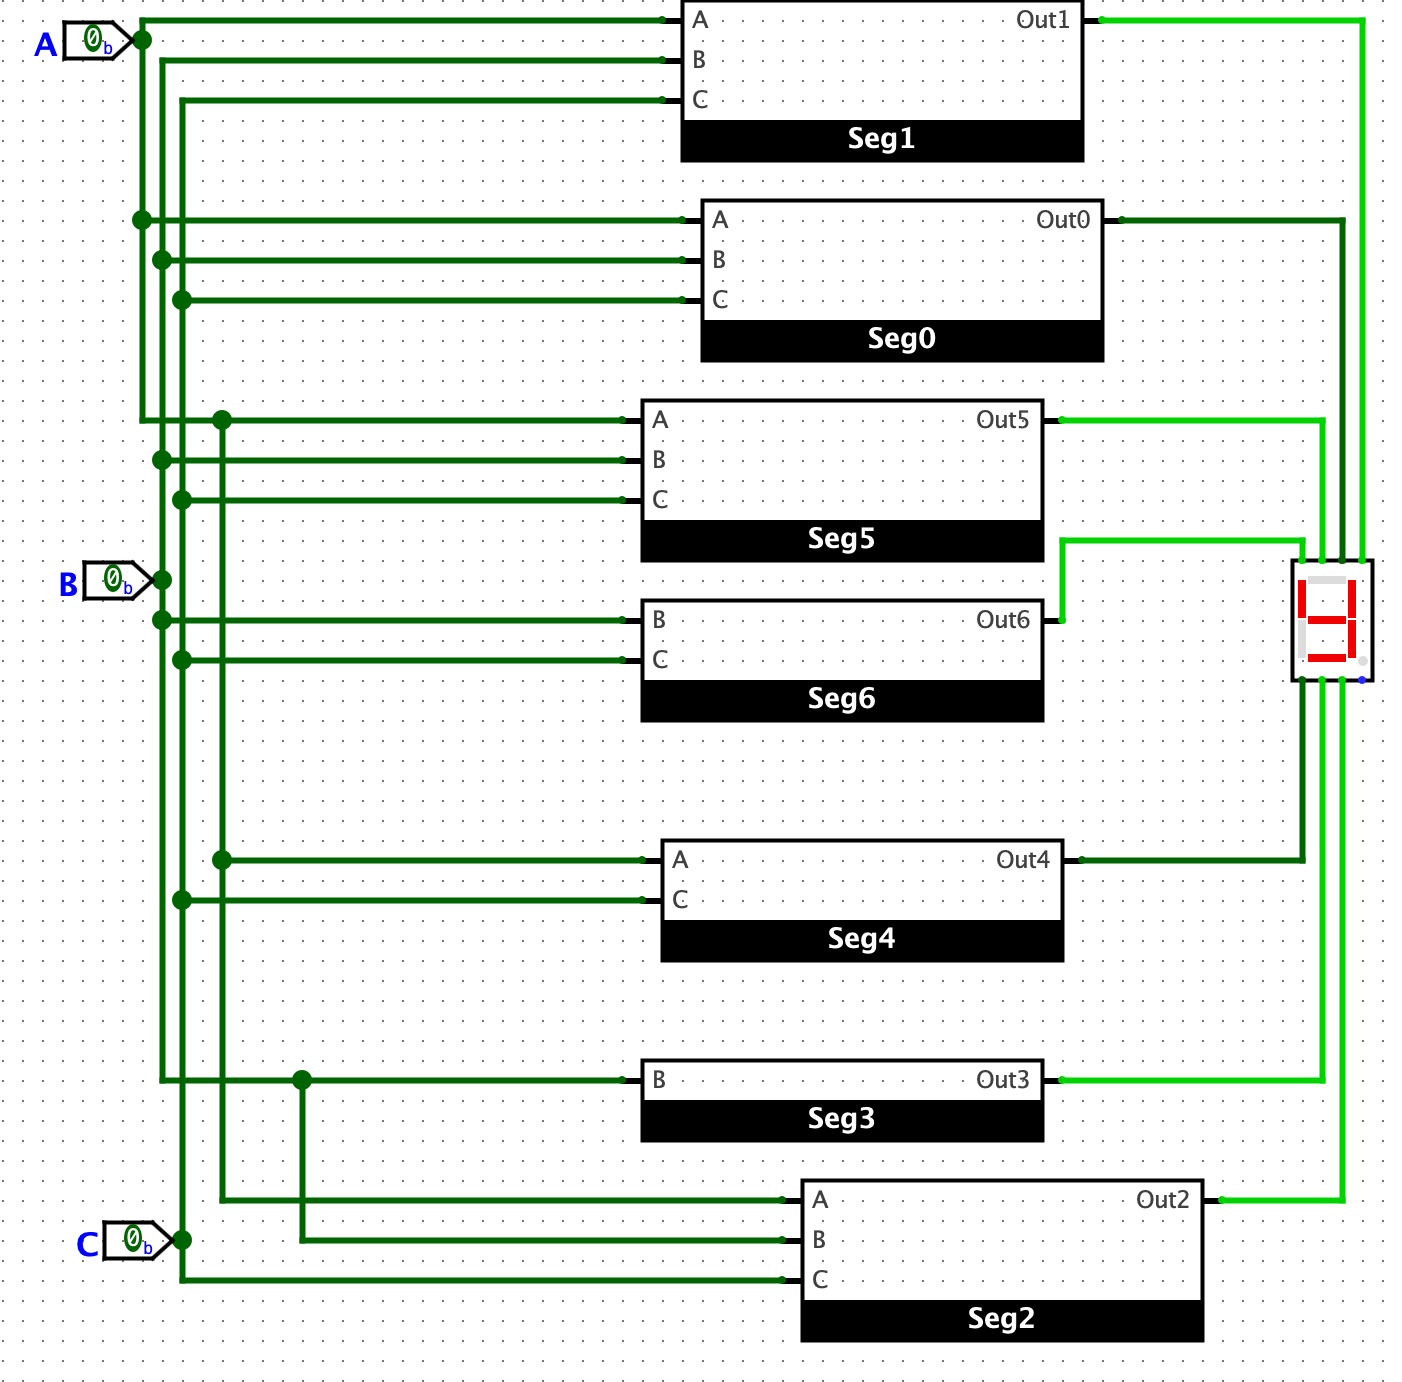 A 0b
A Out1
B
C
Seg1
A Out0
B
C
Seg0
A Out5
B
C
Seg5
B 0b
B Out6
C
Seg6
A Out4
C
Seg4
B Out3
Seg3
A Out2
B
C
Seg2
C 0b